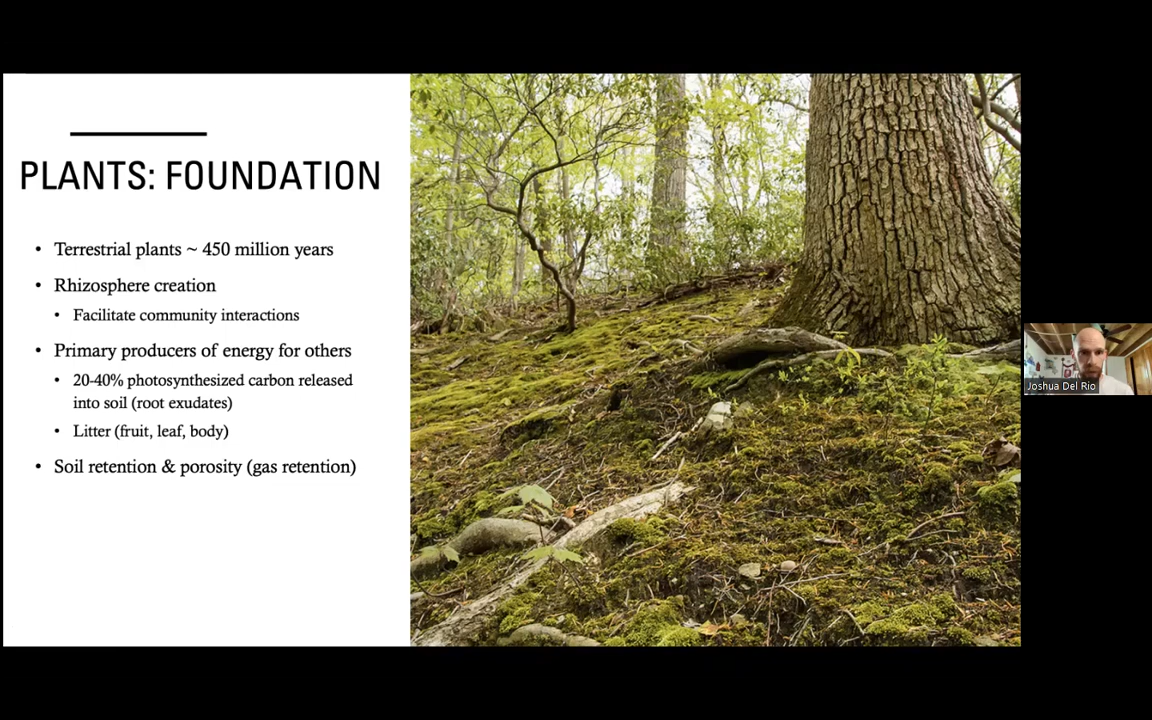 PLANTS: FOUNDATION
• Terrestrial plants ~ 450 million years
• Rhizosphere creation
• Facilitate community interactions
• Primary producers of energy for others
• 20-40% photosynthesized carbon released
into soil (root exudates)
• Litter (fruit, leaf, body)
• Soil retention & porosity (gas retention)
Joshua Del Rio